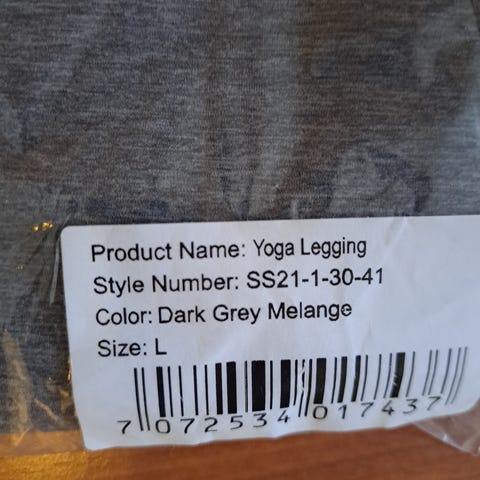 Product Name: Yoga Legging
Style Number: SS21-1-30-41
Color: Dark Grey Melange
Size: L
7 072534 017437